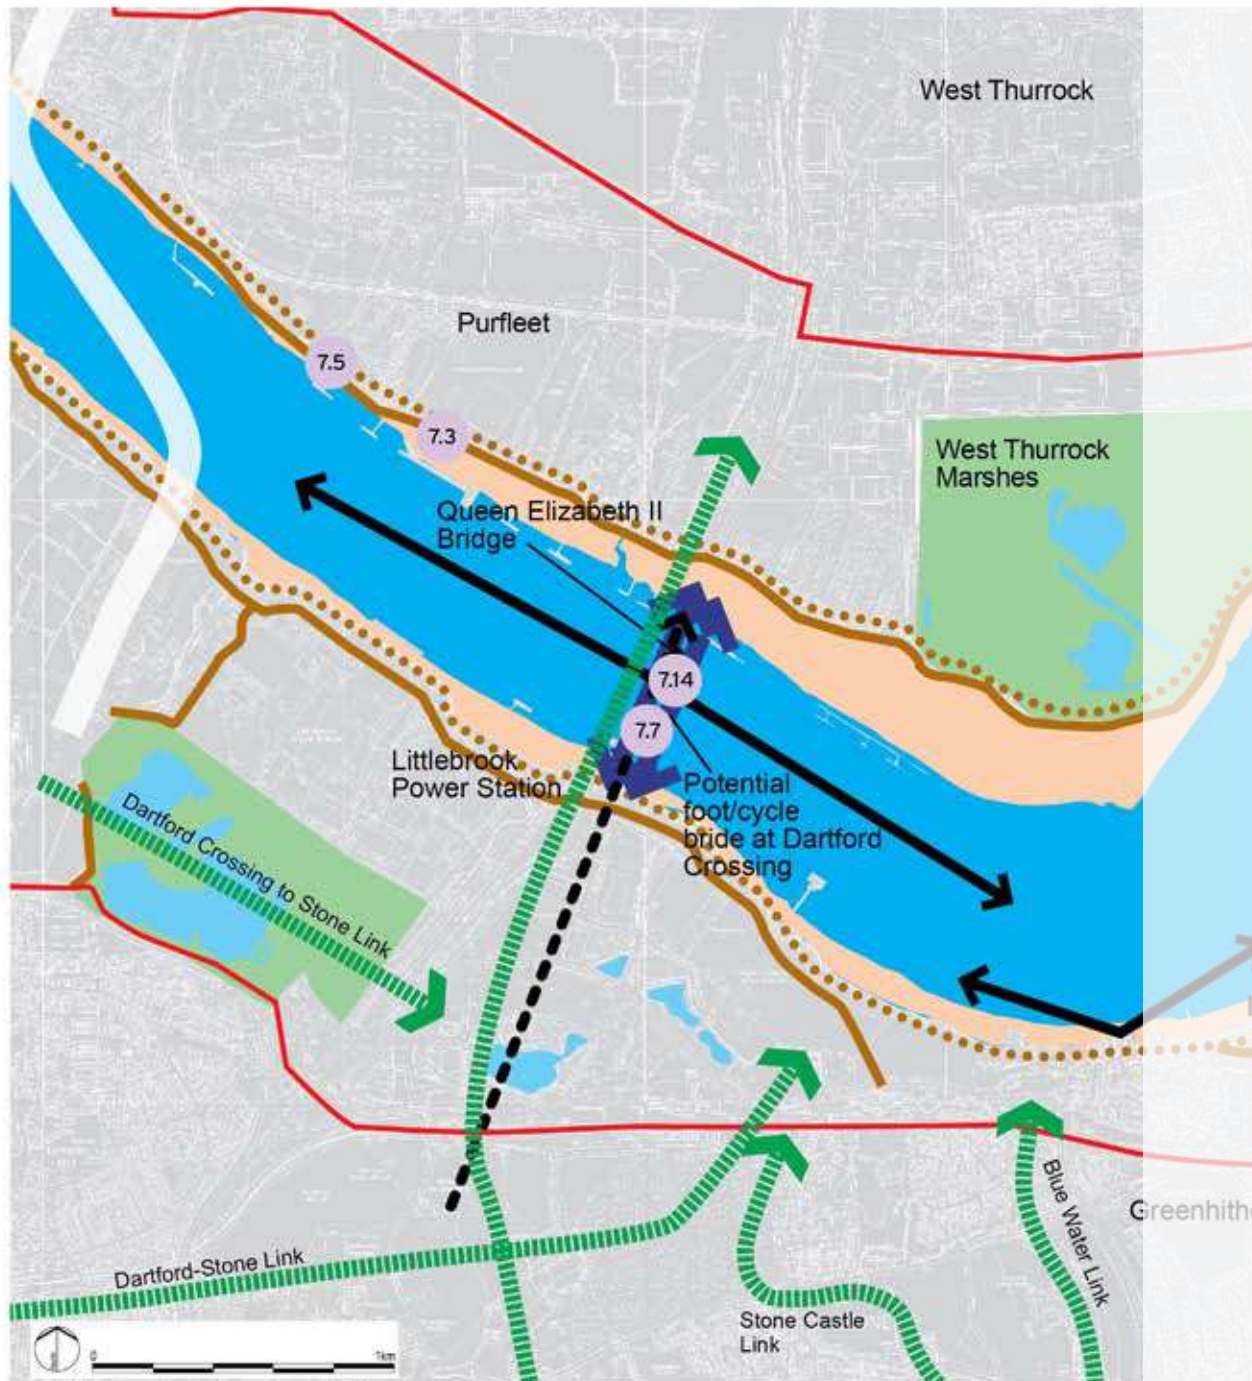 West Thurrock
Purfleet
7.5
7.3
West Thurrock
Marshes
Queen Elizabeth II
Bridge
7.14
7.7
Littlebrook
Power Station
Potential
foot/cycle
bride at Dartford
Crossing
Dartford Crossing to Stone Link
Dartford-Stone Link
Stone Castle
Link
Blue Water Link
Greenhithe
0
1km